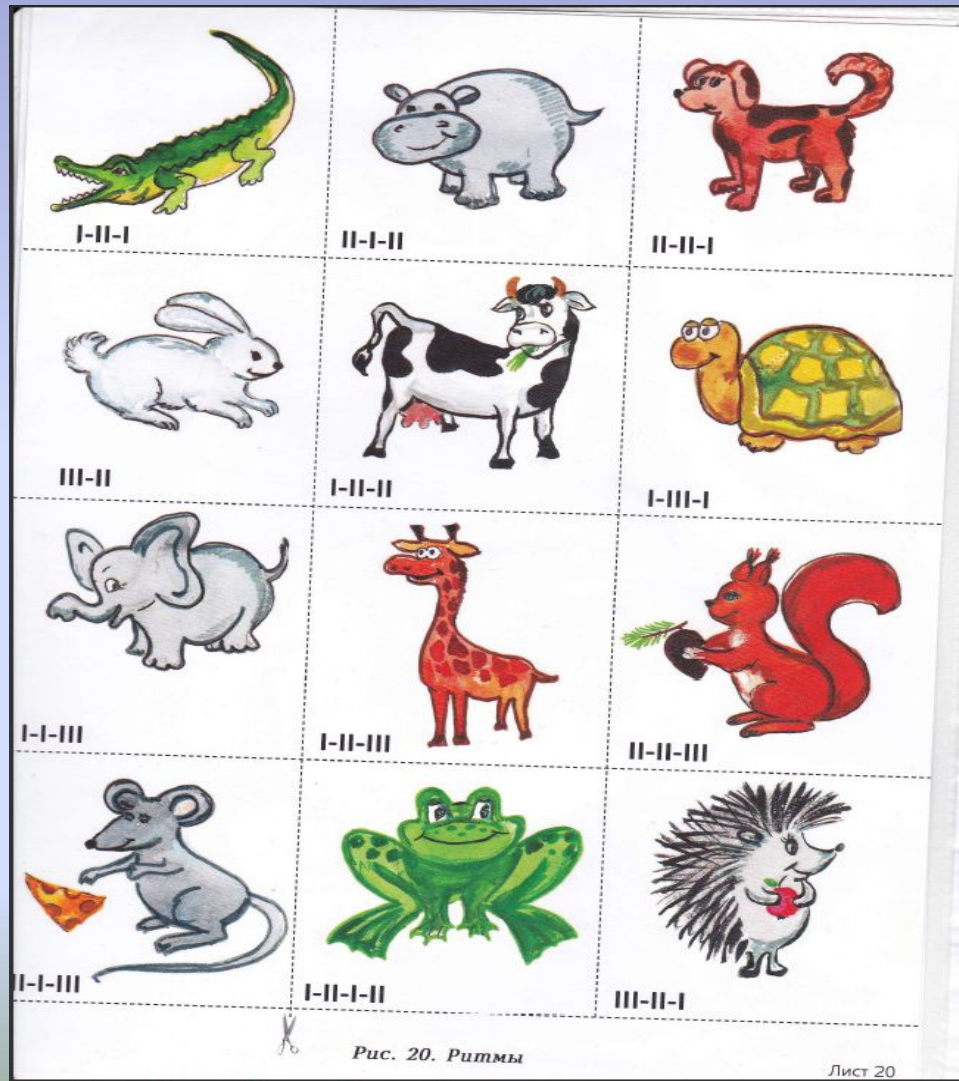 I-II-I
II-I-II
II-II-I
III-II
I-II-II
I-III-I
I-I-III
I-II-III
II-II-III
II-I-III
I-II-I-II
III-II-I
Рис. 20. Ритмы
Лист 20